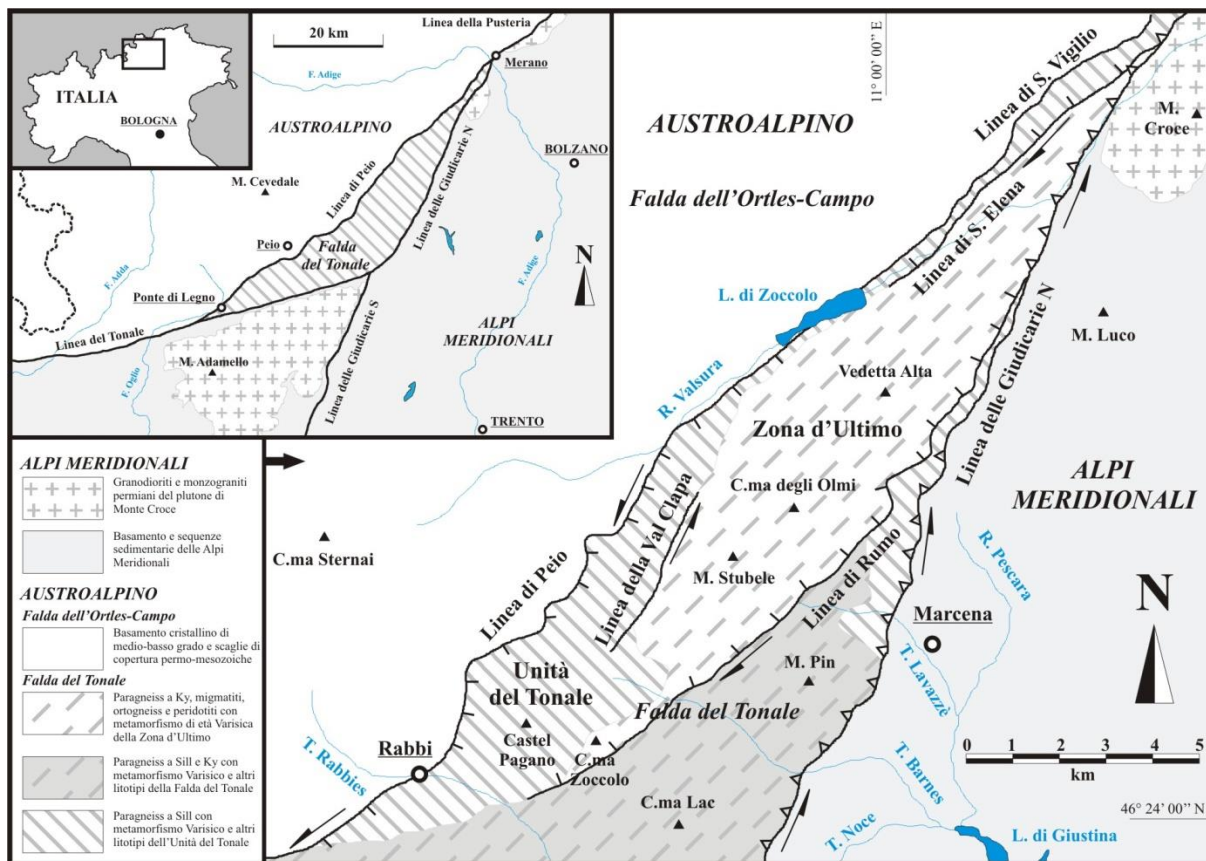 ITALIA
BOLOGNA
20 km
Linea della Pusteria
Merano
F. Adige
AUSTROALPINO
BOLZANO
M. Cevedale
Linea di Peio
Linea delle Giudicarie N
Peio
Falda
del Tonale
N
F. Adda
F. Adige
Ponte di Legno
Linea del Tonale
ALPI
MERIDIONALI
Linea delle Giudicarie S
M. Adamello
F. Oglio
TRENTO
11° 00' 00'' E
Linea di S. Vigilio
M.
Croce
AUSTROALPINO
Falda dell'Ortles-Campo
Linea di S. Elena
L. di Zoccolo
Linea delle Giudicarie N
M. Luco
R. Valsura
Vedetta Alta
Zona d'Ultimo
ALPI
MERIDIONALI
C.ma degli Olmi
C.ma Sternai
Linea della Val Clapa
M. Stubele
Linea di Rumo
R. Pescara
Linea di Peio
Marcena
N
Unità
del Tonale
M. Pin
T. Lavazzè
Falda del Tonale
Castel
Pagano
C.ma
Zoccolo
Rabbi
T. Rabbies
T. Barnes
0 1 2 3 4 5
km
C.ma Lac
46° 24' 00'' N
T. Noce
L. di Giustina
ALPI MERIDIONALI
Granodioriti e monzograniti
permiani del plutone di
Monte Croce
Basamento e sequenze
sedimentarie delle Alpi
Meridionali
AUSTROALPINO
Falda dell'Ortles-Campo
Basamento cristallino di
medio-basso grado e scaglie di
copertura permo-mesozoiche
Falda del Tonale
Paragneiss a Ky, migmatiti,
ortogneiss e peridotiti con
metamorfismo di età Varisica
della Zona d'Ultimo
Paragneiss a Sill e Ky con
metamorfismo Varisico e altri
litotipi della Falda del Tonale
Paragneiss a Sill con
metamorfismo Varisico e altri
litotipi dell'Unità del Tonale